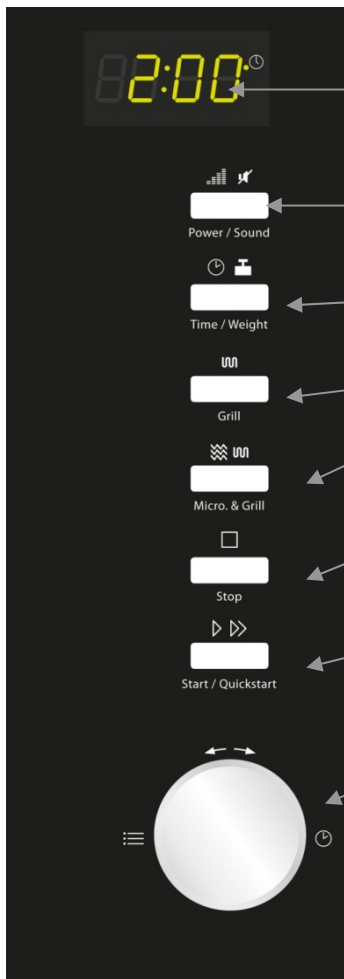 2:00
Power / Sound
Time / Weight
Grill
Micro. & Grill
Stop
Start / Quickstart